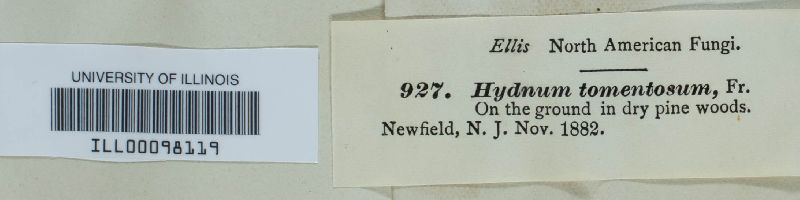 UNIVERSITY OF ILLINOIS
ILL00098119
Ellis North American Fungi.
927. Hydnum tomentosum, Fr.
On the ground in dry pine woods.
Newfield, N. J. Nov. 1882.